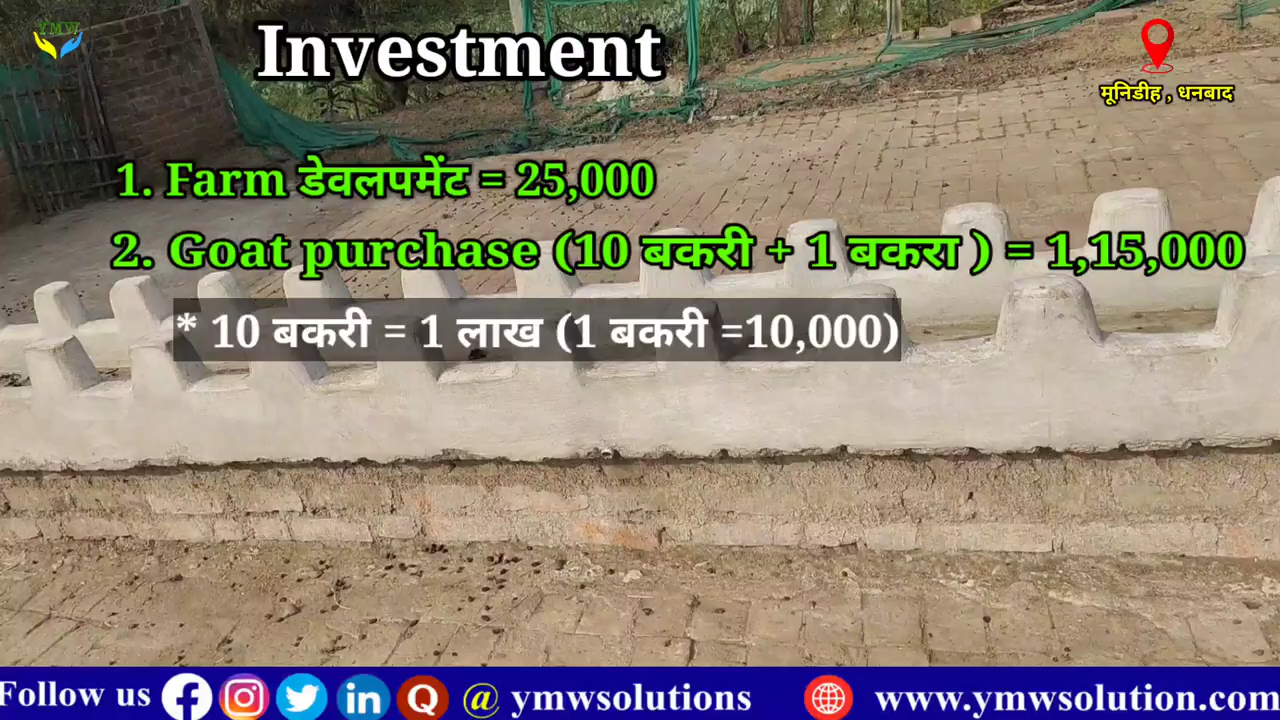 YMW
Investment
मूनिडीह , धनबाद
1. Farm डेवलपमेंट = 25,000
2. Goat purchase (10 बकरी + 1 बकरा ) = 1,15,000
* 10 बकरी = 1 लाख (1 बकरी =10,000)
Follow us @ ymwsolutions www.ymwsolution.com